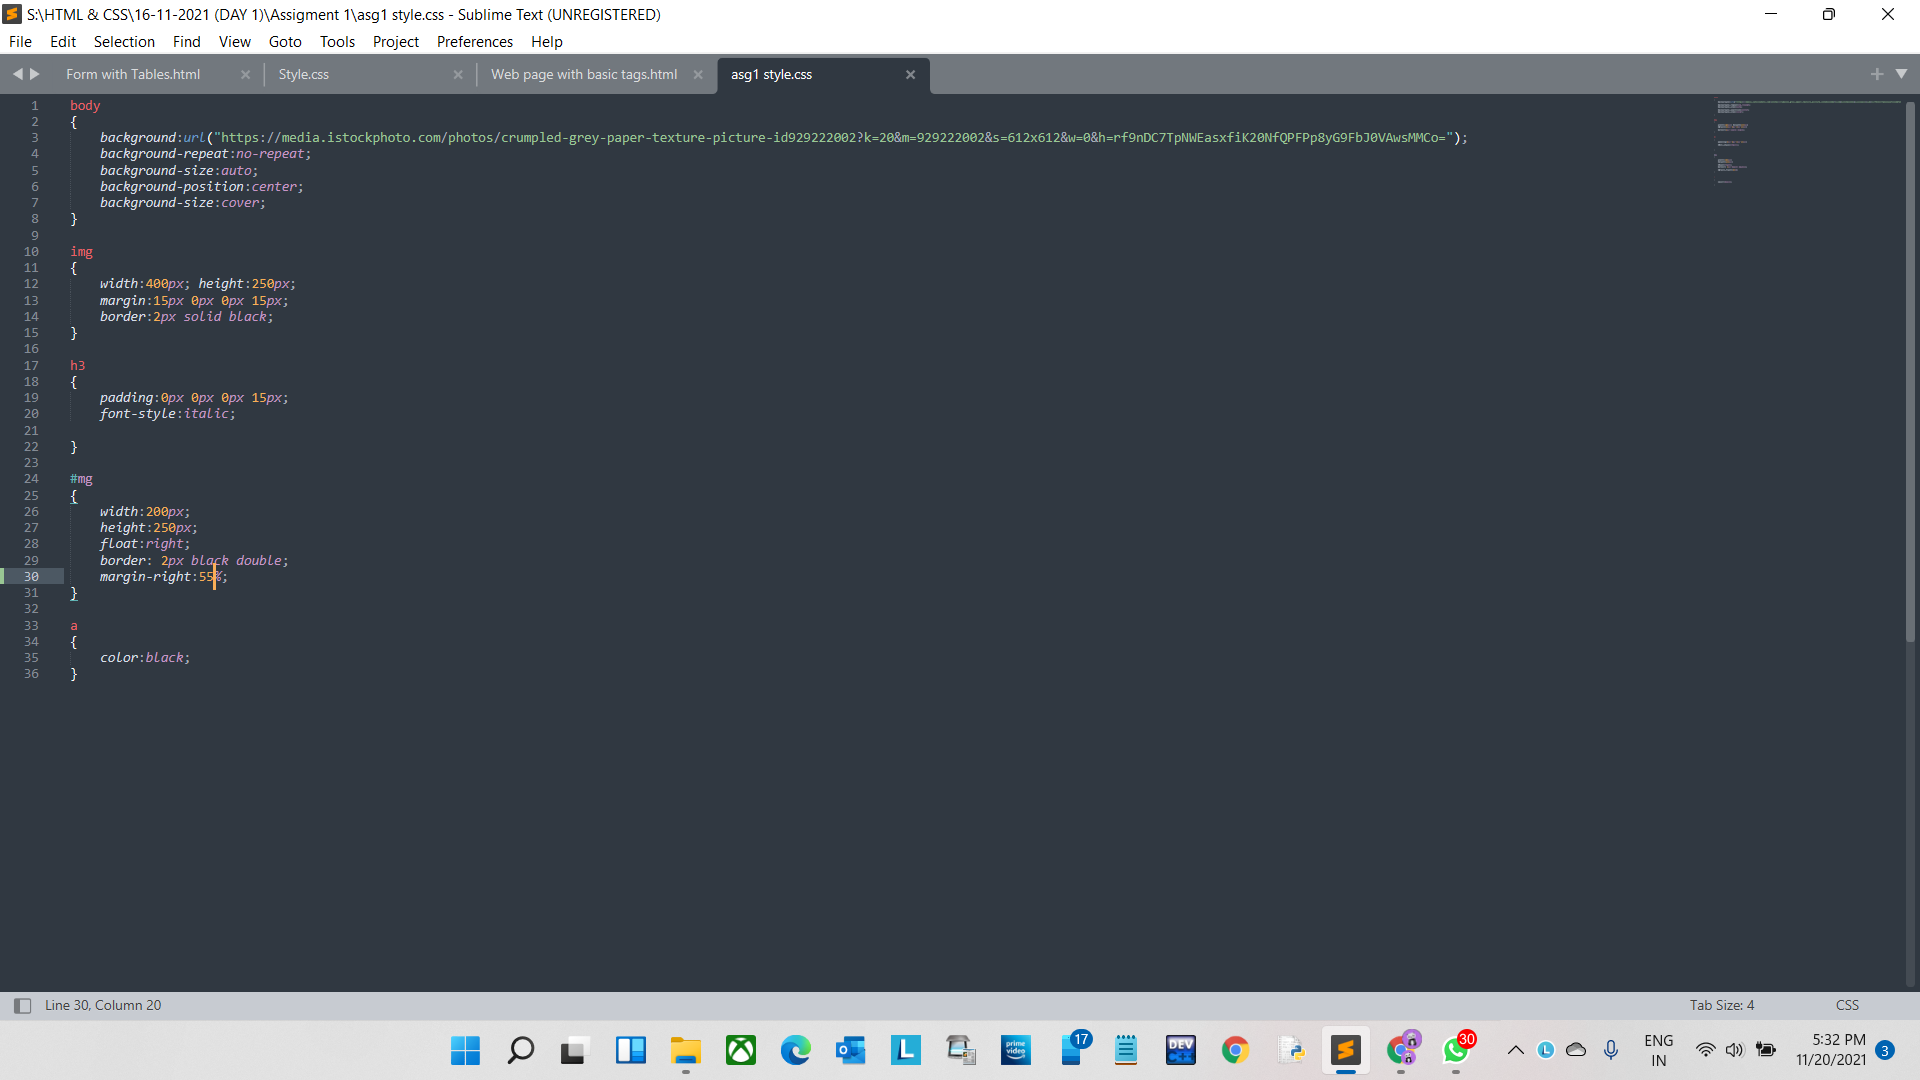 S:\HTML & CSS\16-11-2021 (DAY 1)\Assigment 1\asg1 style.css - Sublime Text (UNREGISTERED)
File Edit Selection Find View Goto Tools Project Preferences Help
Form with Tables.html Style.css Web page with basic tags.html asg1 style.css
1 body
2 {
3 background:url("https://media.istockphoto.com/photos/crumpled-grey-paper-texture-picture-id929222002?k=20&m=929222002&s=612x612&w=0&h=rf9nDC7TpNWEasxfiK20NfQPFPp8yG9FbJ0VAwsMMCo=");
4 background-repeat:no-repeat;
5 background-size:auto;
6 background-position:center;
7 background-size:cover;
8 }
9
10 img
11 {
12 width:400px; height:250px;
13 margin:15px 0px 0px 15px;
14 border:2px solid black;
15 }
16
17 h3
18 {
19 padding:0px 0px 0px 15px;
20 font-style:italic;
21
22 }
23
24 #mg
25 {
26 width:200px;
27 height:250px;
28 float:right;
29 border: 2px black double;
30 margin-right:55%;
31 }
32
33 a
34 {
35 color:black;
36 }
Line 30, Column 20 Tab Size: 4 CSS
L prime video 17 DEV C++ 30 L ENG IN 5:32 PM 11/20/2021 3